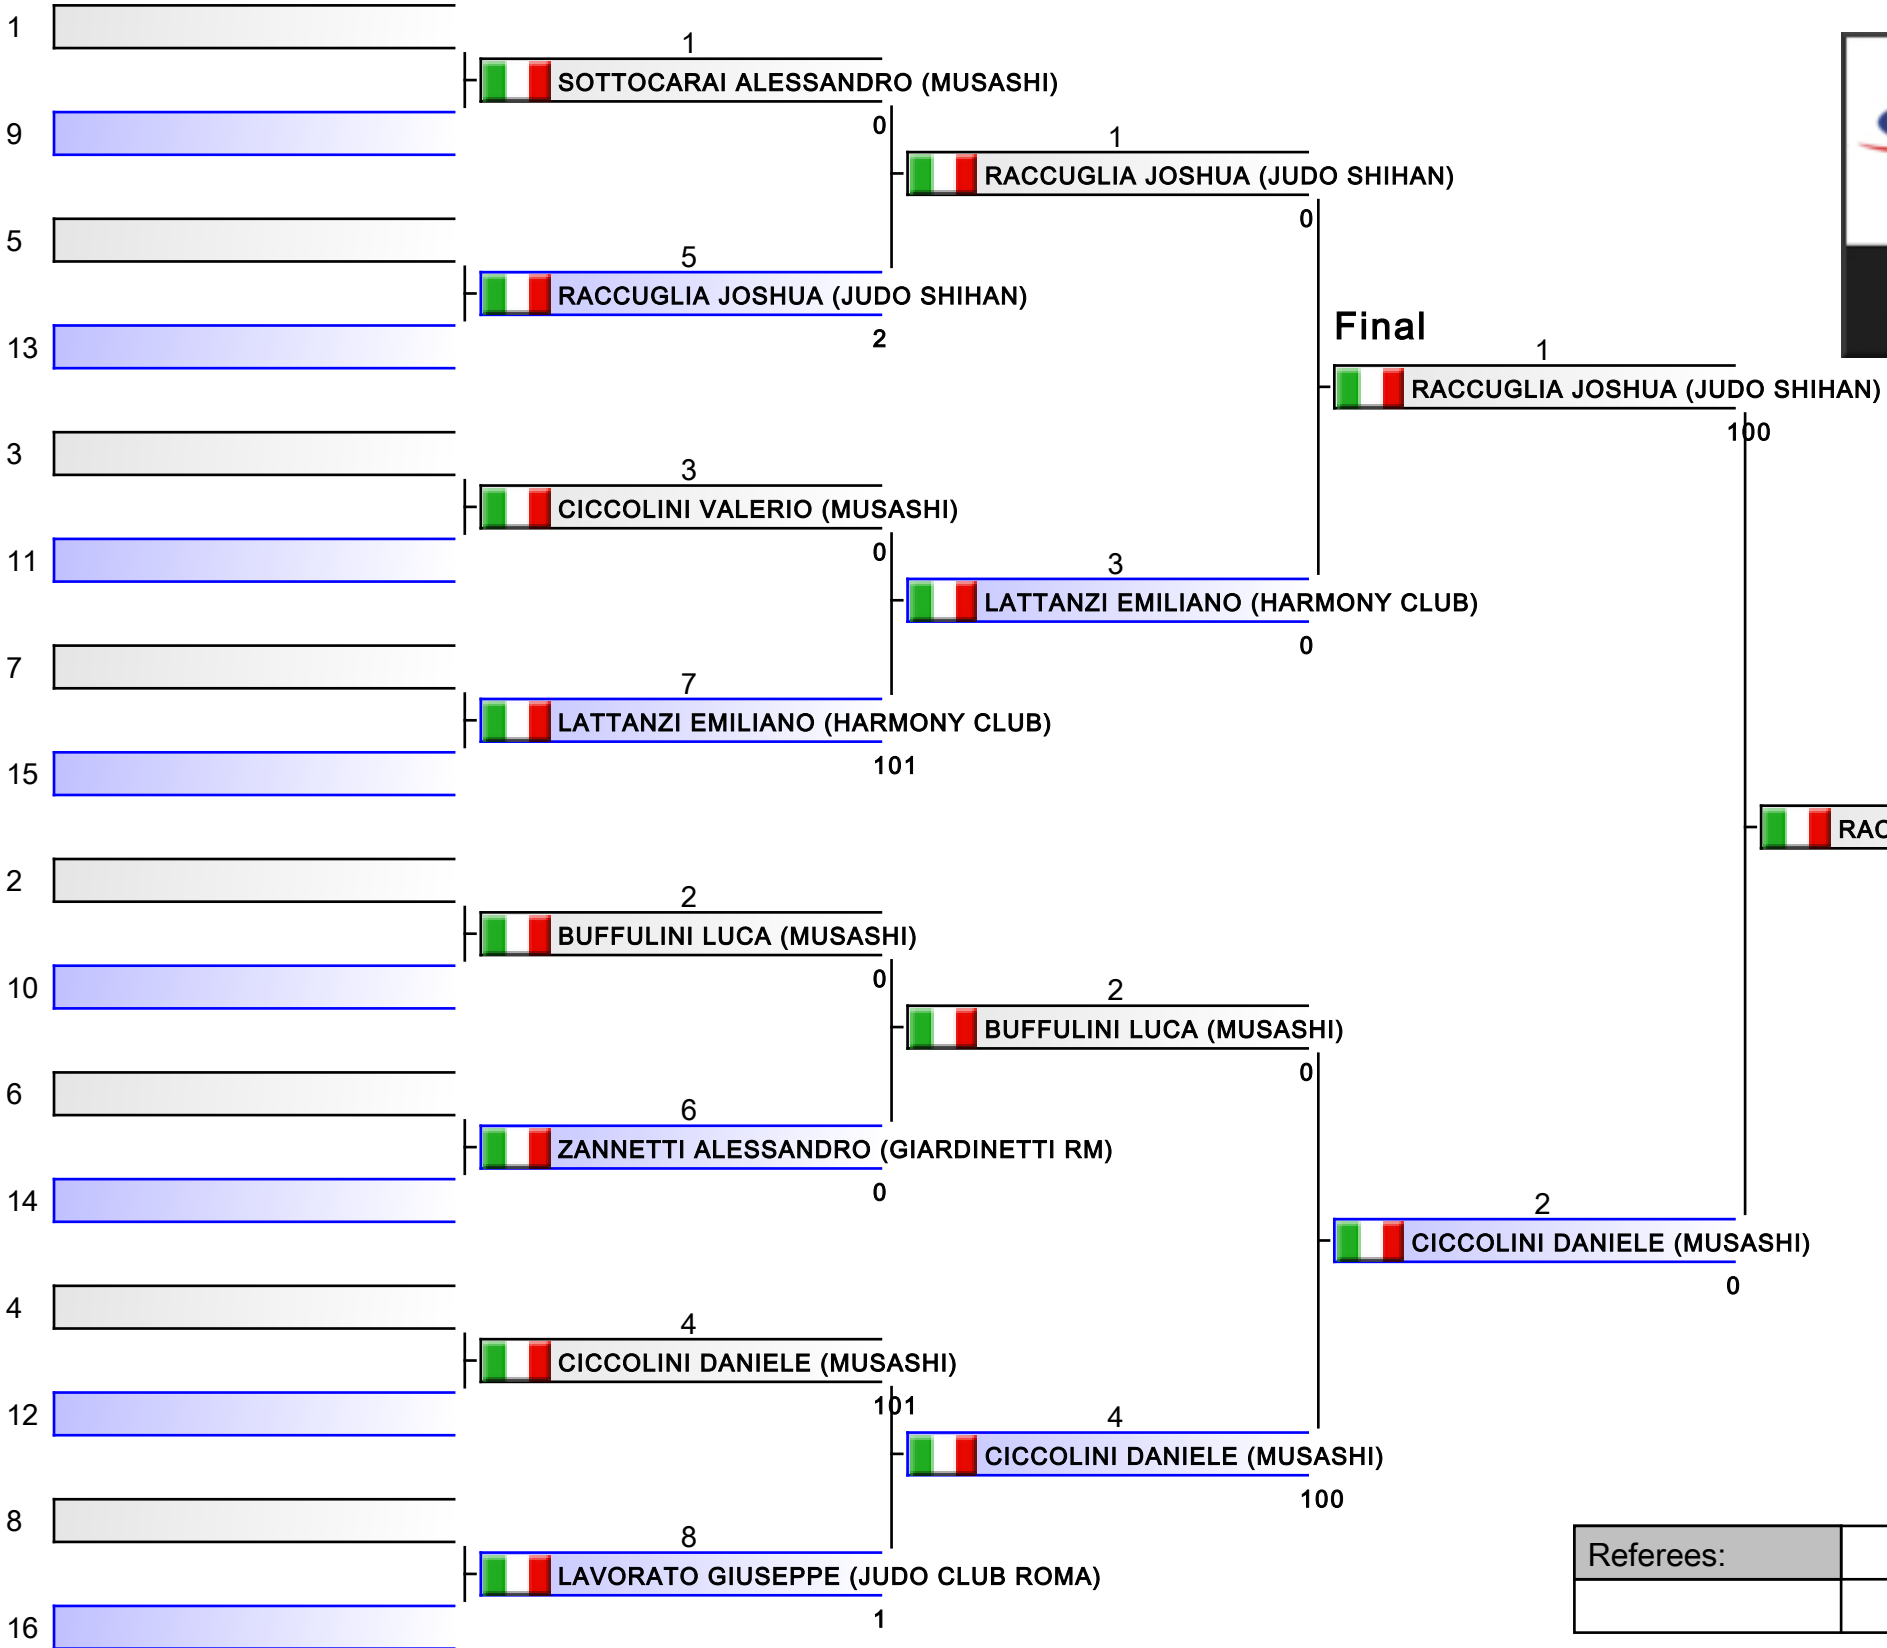 1
1
SOTTOCARAI ALESSANDRO (MUSASHI)
0
9
1
RACCUGLIA JOSHUA (JUDO SHIHAN)
0
5
5
RACCUGLIA JOSHUA (JUDO SHIHAN)
2
13
Final
1
RACCUGLIA JOSHUA (JUDO SHIHAN)
100
3
3
CICCOLINI VALERIO (MUSASHI)
0
11
3
LATTANZI EMILIANO (HARMONY CLUB)
0
7
7
LATTANZI EMILIANO (HARMONY CLUB)
101
15
RAC
2
2
BUFFULINI LUCA (MUSASHI)
0
10
2
BUFFULINI LUCA (MUSASHI)
0
6
6
ZANNETTI ALESSANDRO (GIARDINETTI RM)
0
14
2
CICCOLINI DANIELE (MUSASHI)
0
4
4
CICCOLINI DANIELE (MUSASHI)
101
12
4
CICCOLINI DANIELE (MUSASHI)
100
8
8
LAVORATO GIUSEPPE (JUDO CLUB ROMA)
1
16
Referees: